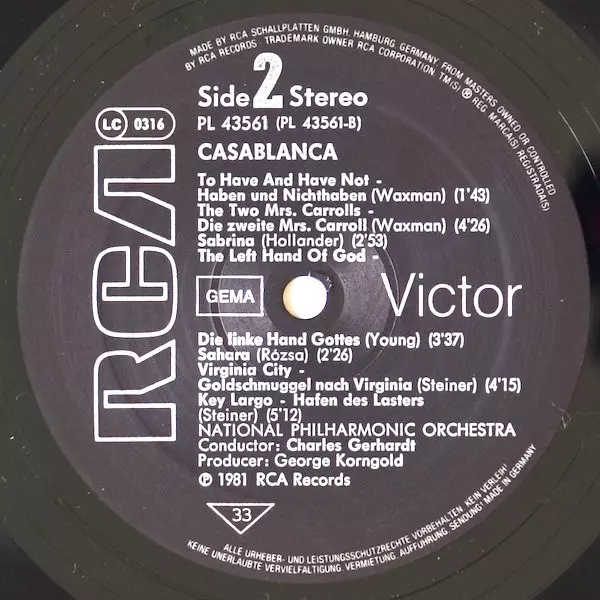 MADE BY RCA SCHALLPLATTEN GMBH, HAMBURG, GERMANY, FROM MASTERS OWNED OR CONTROLLED
BY RCA RECORDS TRADEMARK OWNER RCA CORPORATION TM(S) ® REG MARCA(S) REGISTRADA(S)
Side 2 Stereo
PL 43561 (PL 43561-B)
LC 0316
CASABLANCA
To Have And Have Not -
Haben und Nichthaben (Waxman) (1'43)
The Two Mrs. Carrolls -
Die zweite Mrs. Carroll (Waxman) (4'26)
Sabrina (Hollander) (2'53)
The Left Hand Of God -
RCA
GEMA
Victor
Die linke Hand Gottes (Young) (3'37)
Sahara (Rózsa) (2'26)
Virginia City -
Goldschmuggel nach Virginia (Steiner) (4'15)
Key Largo - Hafen des Lasters
(Steiner) (5'12)
NATIONAL PHILHARMONIC ORCHESTRA
Conductor: Charles Gerhardt
Producer: George Korngold
℗ 1981 RCA Records
33
ALLE URHEBER- UND LEISTUNGSSCHUTZRECHTE VORBEHALTEN. KEIN VERLEIH!
KEINE UNERLAUBTE VERVIELFÄLTIGUNG, VERMIETUNG, AUFFÜHRUNG, SENDUNG! MADE IN GERMANY